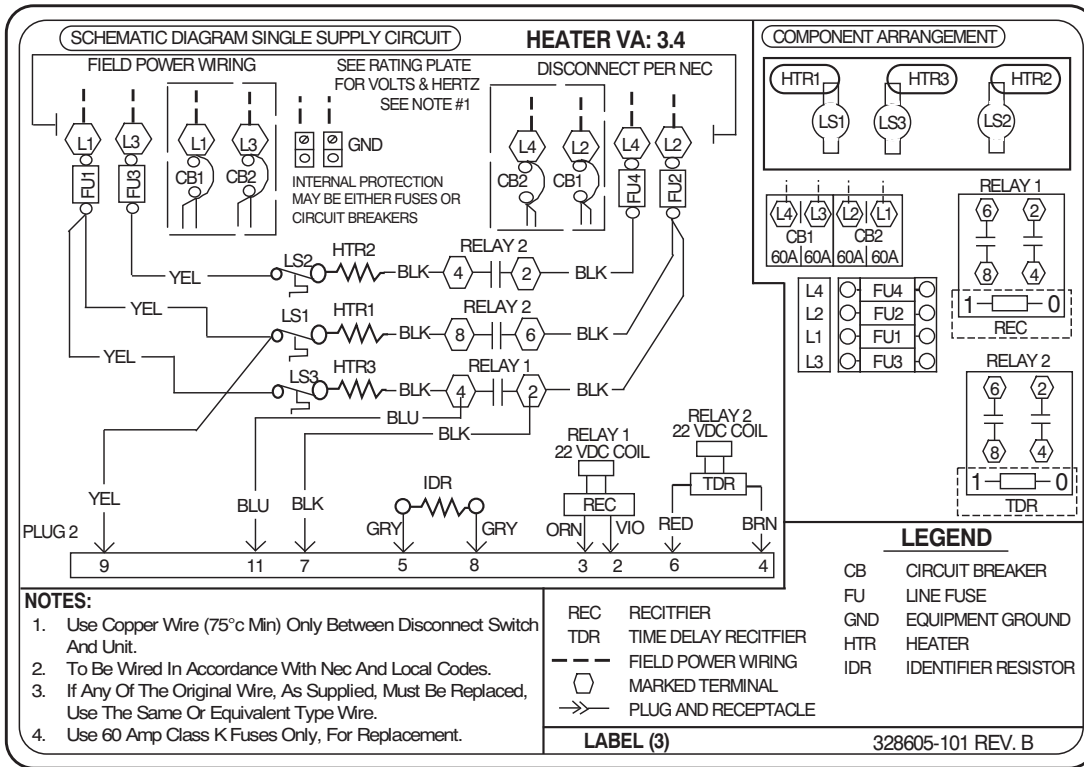 SCHEMATIC DIAGRAM SINGLE SUPPLY CIRCUIT
HEATER VA: 3.4
COMPONENT ARRANGEMENT
FIELD POWER WIRING
SEE RATING PLATE
FOR VOLTS & HERTZ
SEE NOTE #1
DISCONNECT PER NEC
L1
L3
L1
L3
GND
L4
L2
L4
L2
FU1
FU3
CB1
CB2
CB2
CB1
FU4
FU2
INTERNAL PROTECTION
MAY BE EITHER FUSES OR
CIRCUIT BREAKERS
YEL
LS2
HTR2
BLK
4
RELAY 2
2
BLK
YEL
LS1
HTR1
BLK
8
RELAY 2
6
BLK
YEL
LS3
HTR3
BLK
4
RELAY 1
2
BLK
BLU
BLK
RELAY 1
22 VDC COIL
REC
RELAY 2
22 VDC COIL
TDR
YEL
BLU
BLK
IDR
GRY
GRY
ORN
VIO
RED
BRN
PLUG 2
9 11 7 5 8 3 2 6 4
HTR1
HTR3
HTR2
LS1
LS3
LS2
L4 L3 L2 L1
CB1 CB2
60A 60A 60A 60A
L4 FU4
L2 FU2
L1 FU1
L3 FU3
RELAY 1
6 2
8 4
1 0
REC
RELAY 2
6 2
8 4
1 0
TDR
LEGEND
CB CIRCUIT BREAKER
FU LINE FUSE
GND EQUIPMENT GROUND
HTR HEATER
IDR IDENTIFIER RESISTOR
REC RECITFIER
TDR TIME DELAY RECITFIER
FIELD POWER WIRING
MARKED TERMINAL
PLUG AND RECEPTACLE
NOTES:
1. Use Copper Wire (75°c Min) Only Between Disconnect Switch
And Unit.
2. To Be Wired In Accordance With Nec And Local Codes.
3. If Any Of The Original Wire, As Supplied, Must Be Replaced,
Use The Same Or Equivalent Type Wire.
4. Use 60 Amp Class K Fuses Only, For Replacement.
LABEL (3)
328605-101 REV. B